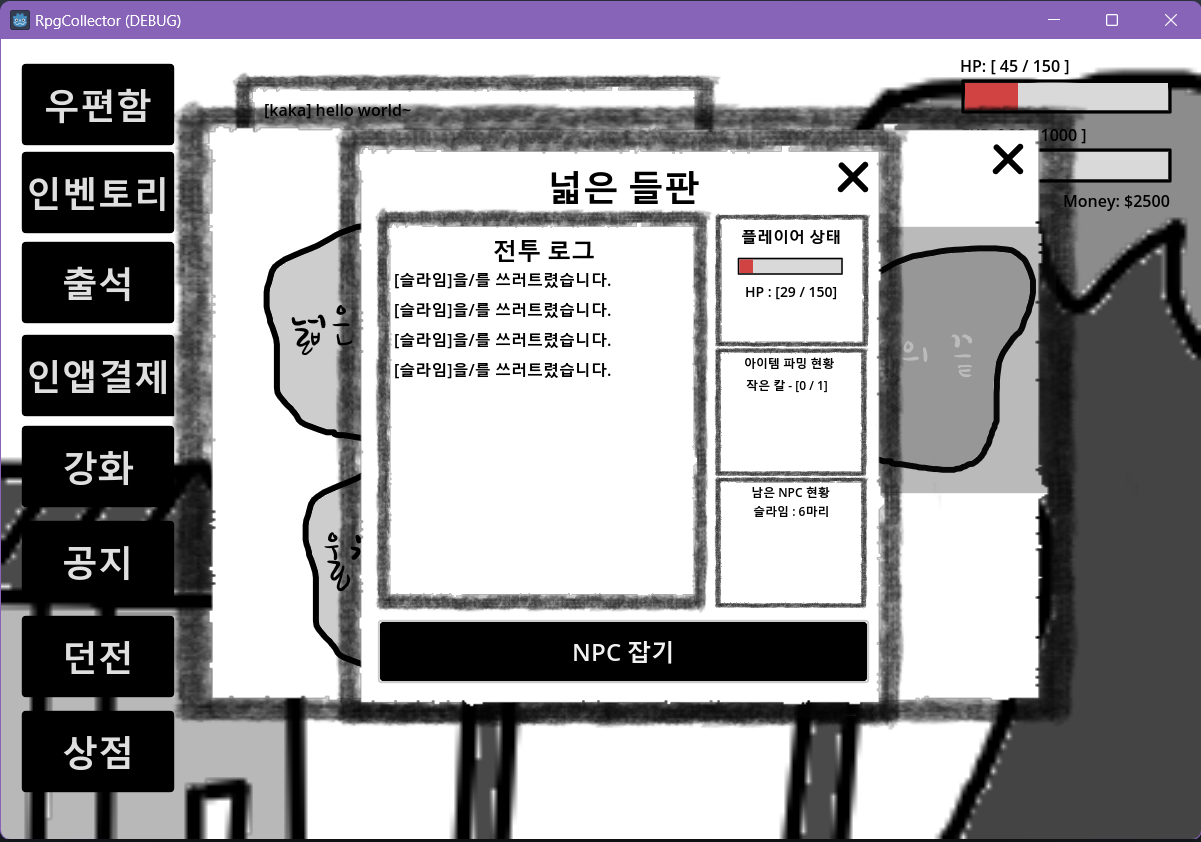 RpgCollector (DEBUG)
우편함
인벤토리
출석
인앱결제
강화
공지
던전
상점
[kaka] hello world~
HP: [ 45 / 150 ]
1000 ]
Money: $2500
넓은
의 끝
넓은 들판
전투 로그
[슬라임]을/를 쓰러트렸습니다.
[슬라임]을/를 쓰러트렸습니다.
[슬라임]을/를 쓰러트렸습니다.
[슬라임]을/를 쓰러트렸습니다.
플레이어 상태
HP : [29 / 150]
아이템 파밍 현황
작은 칼 - [0 / 1]
남은 NPC 현황
슬라임 : 6마리
NPC 잡기